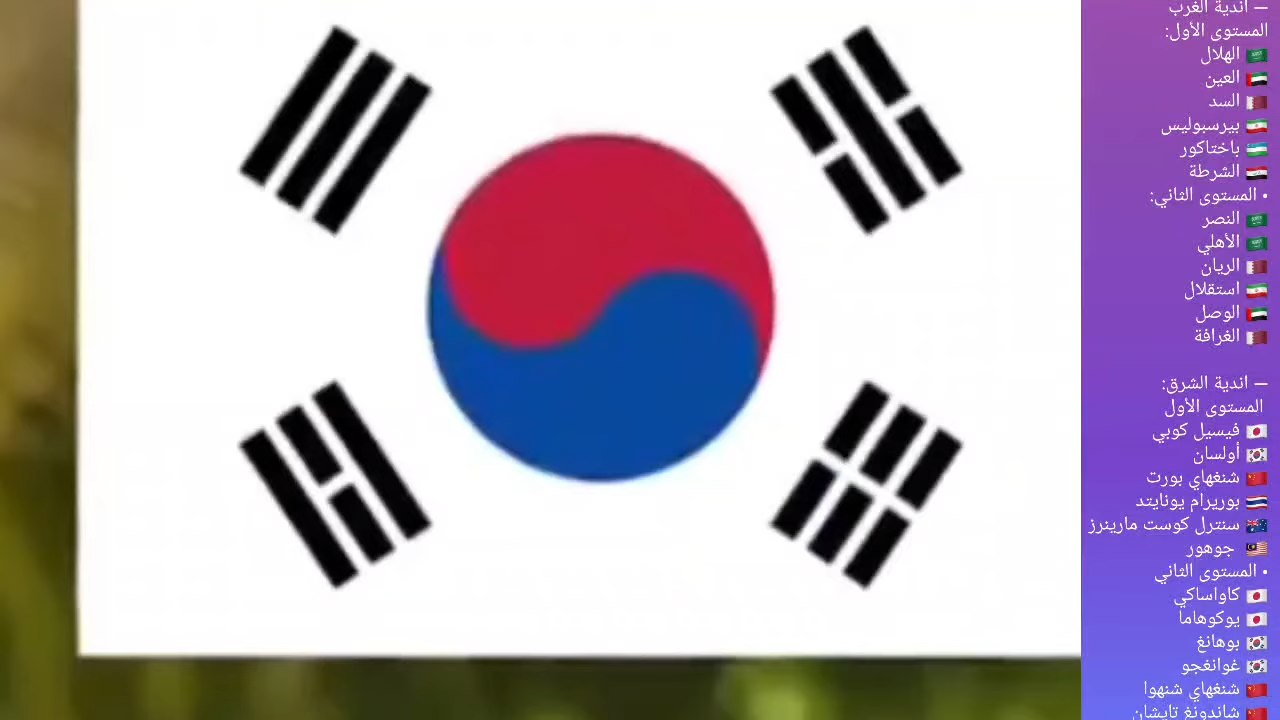 — اندية الغرب
المستوى الأول:
🇸🇦 الهلال
🇦🇪 العين
🇶🇦 السد
🇮🇷 بيرسبوليس
🇺🇿 باختاكور
🇮🇶 الشرطة
• المستوى الثاني:
🇸🇦 النصر
🇸🇦 الأهلي
🇶🇦 الريان
🇮🇷 استقلال
🇦🇪 الوصل
🇶🇦 الغرافة
— اندية الشرق:
المستوى الأول
🇯🇵 فيسيل كوبي
🇰🇷 أولسان
🇨🇳 شنغهاي بورت
🇹🇭 بوريرام يونايتد
🇦🇺 سنترل كوست مارينرز
🇲🇾 جوهور
• المستوى الثاني
🇯🇵 كاواساكي
🇯🇵 يوكوهاما
🇰🇷 بوهانغ
🇰🇷 غوانغجو
🇨🇳 شنغهاي شنهوا
🇨🇳 شاندونغ تايشان